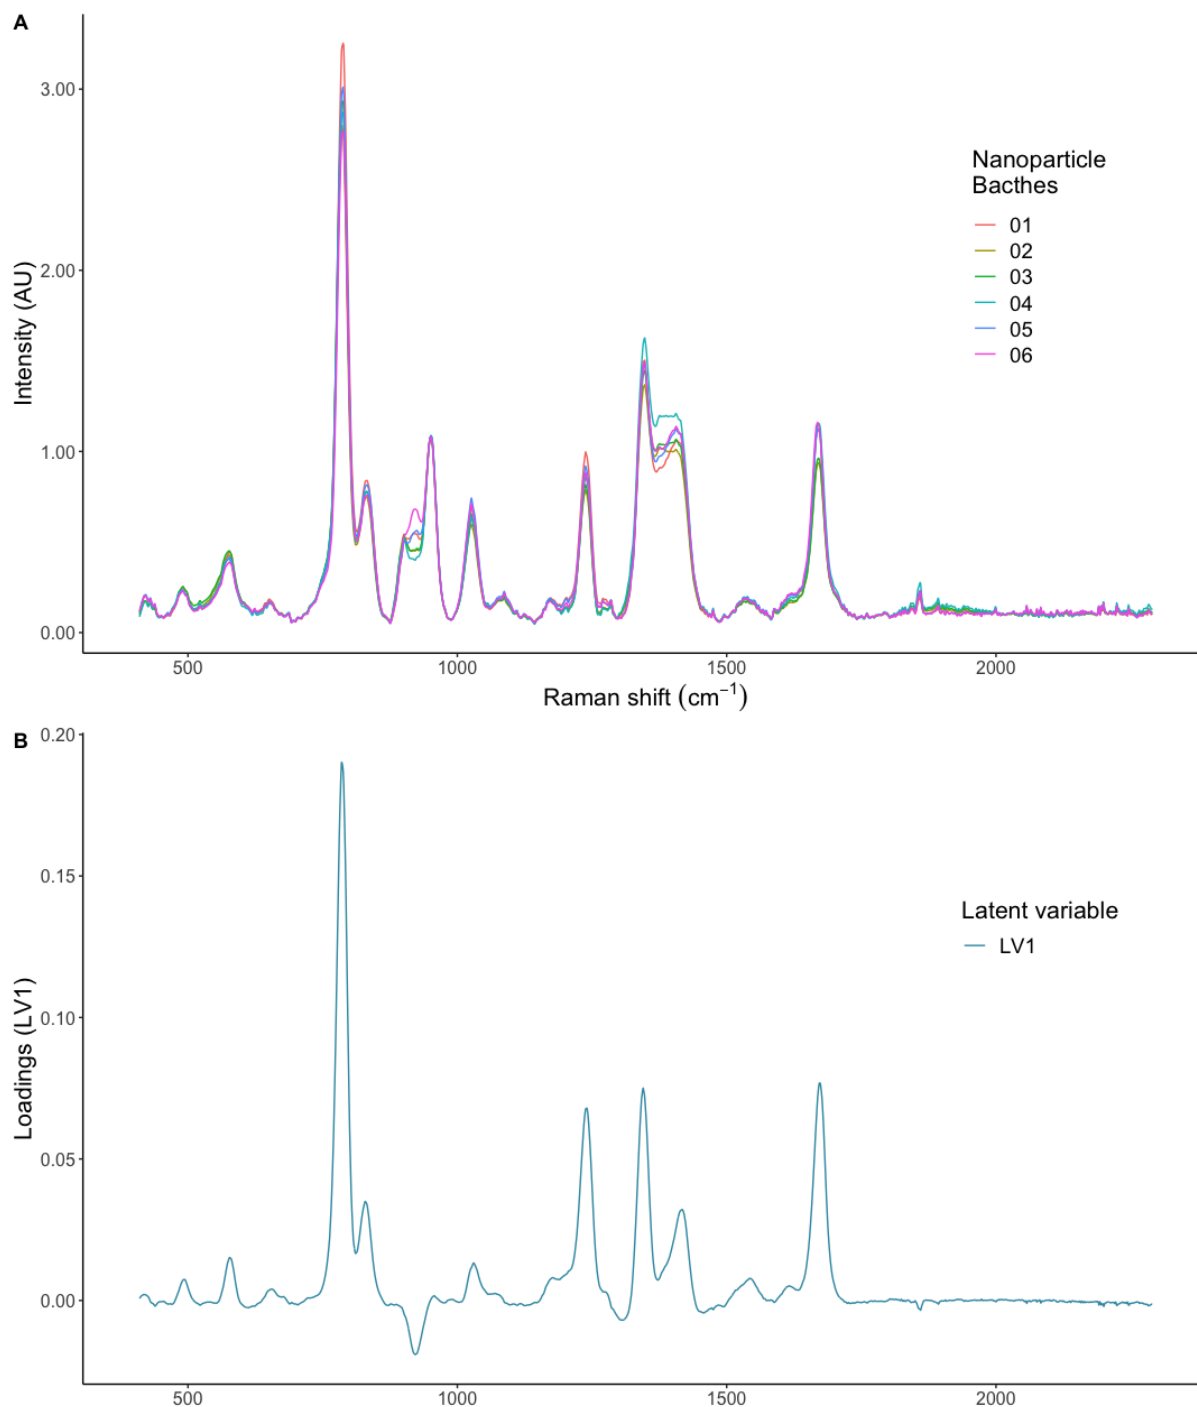 A
3.00
2.00
1.00
0.00
Intensity (AU)
500
1000
1500
2000
Raman shift (cm⁻¹)
Nanoparticle
Bacthes
01
02
03
04
05
06
B
0.20
0.15
0.10
0.05
0.00
Loadings (LV1)
500
1000
1500
2000
Latent variable
LV1